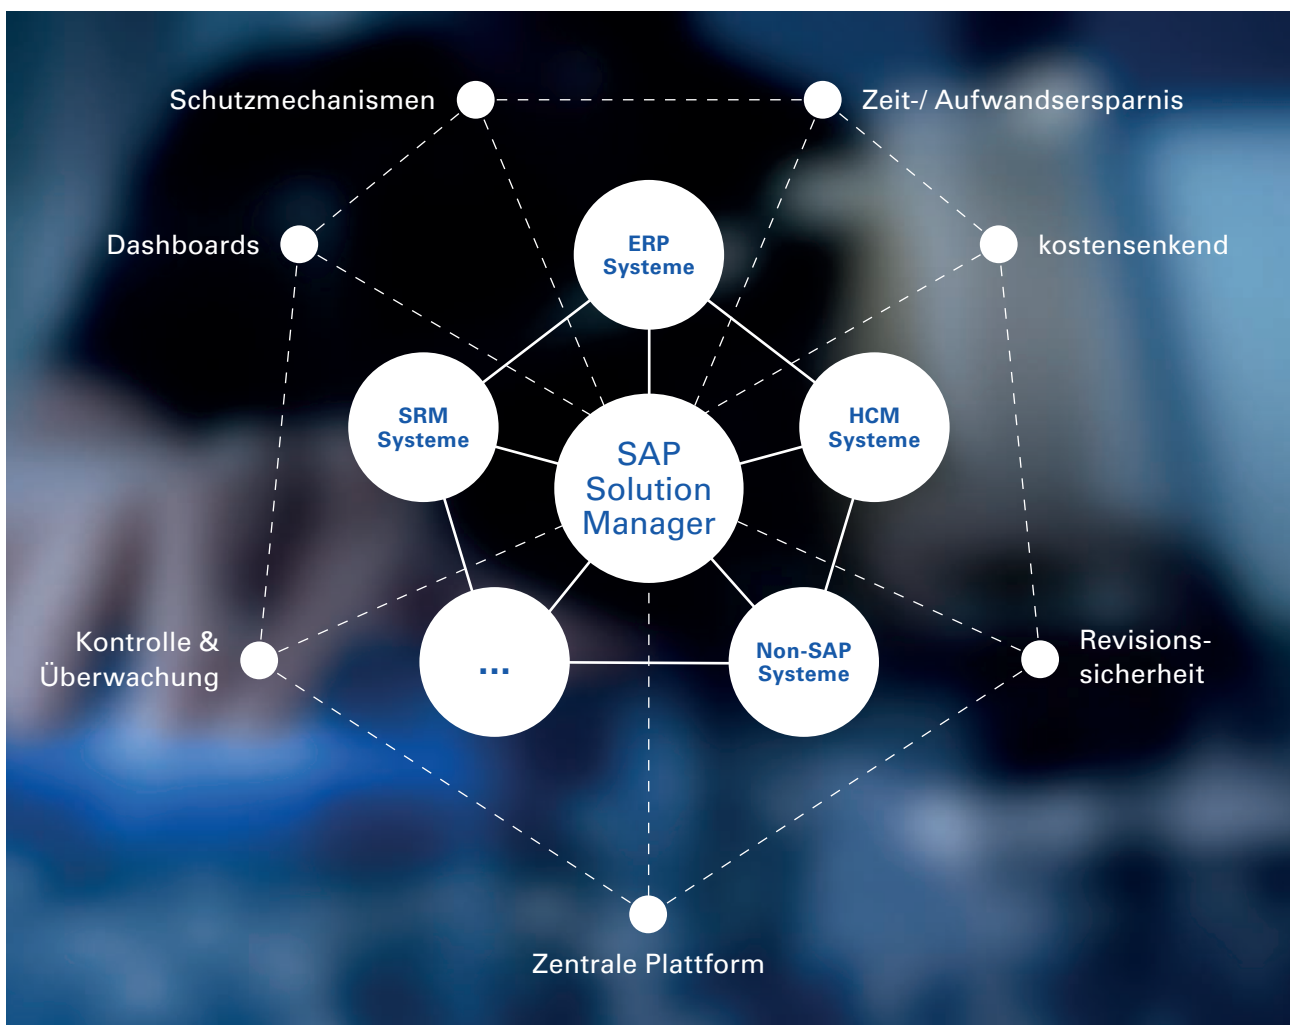 Schutzmechanismen
Zeit-/ Aufwandsersparnis
Dashboards
kostensenkend
ERP
Systeme
SRM
Systeme
HCM
Systeme
SAP
Solution
Manager
Kontrolle &
Überwachung
...
Non-SAP
Systeme
Revisions-
sicherheit
Zentrale Plattform